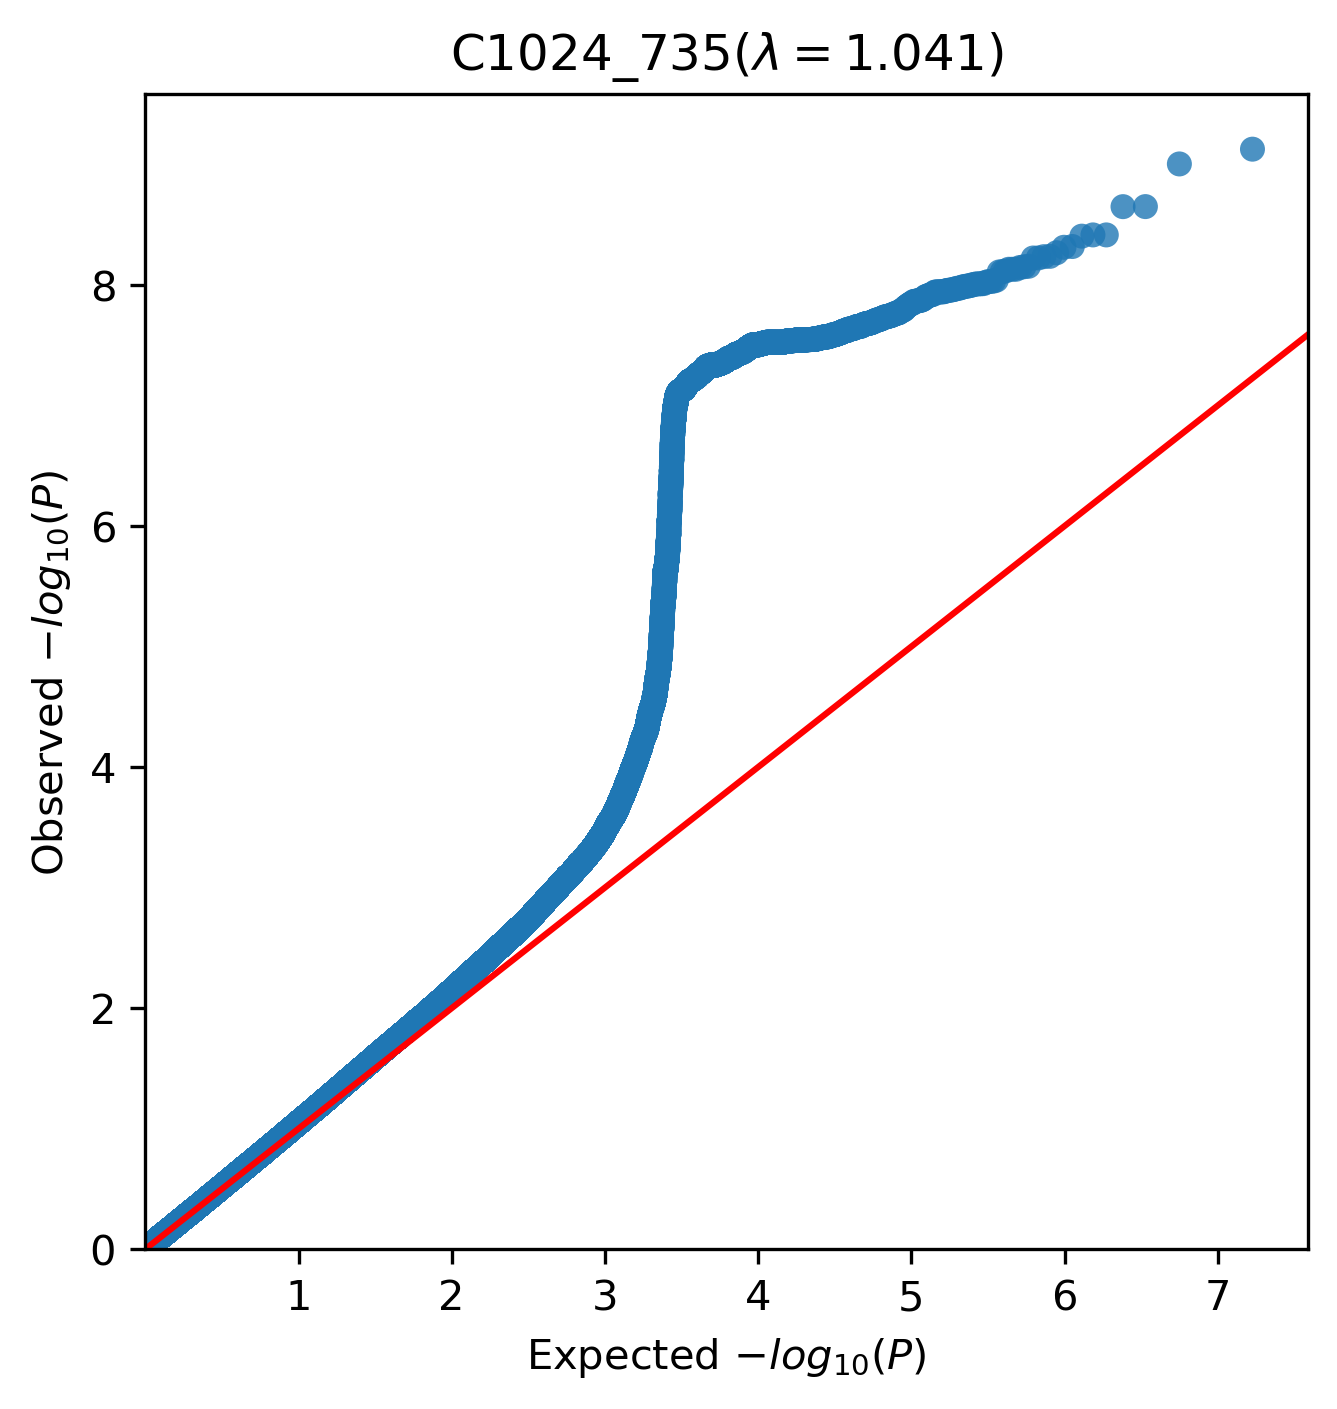 C1024_735(λ = 1.041)
Observed −log₁₀(P)
8
6
4
2
0
1 2 3 4 5 6 7
Expected −log₁₀(P)